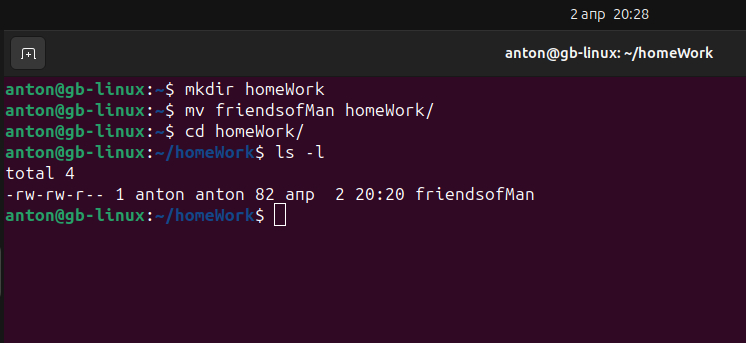 2 апр 20:28
anton@gb-linux: ~/homeWork
anton@gb-linux:~$ mkdir homeWork
anton@gb-linux:~$ mv friendsofMan homeWork/
anton@gb-linux:~$ cd homeWork/
anton@gb-linux:~/homeWork$ ls -l
total 4
-rw-rw-r-- 1 anton anton 82 апр  2 20:20 friendsofMan
anton@gb-linux:~/homeWork$